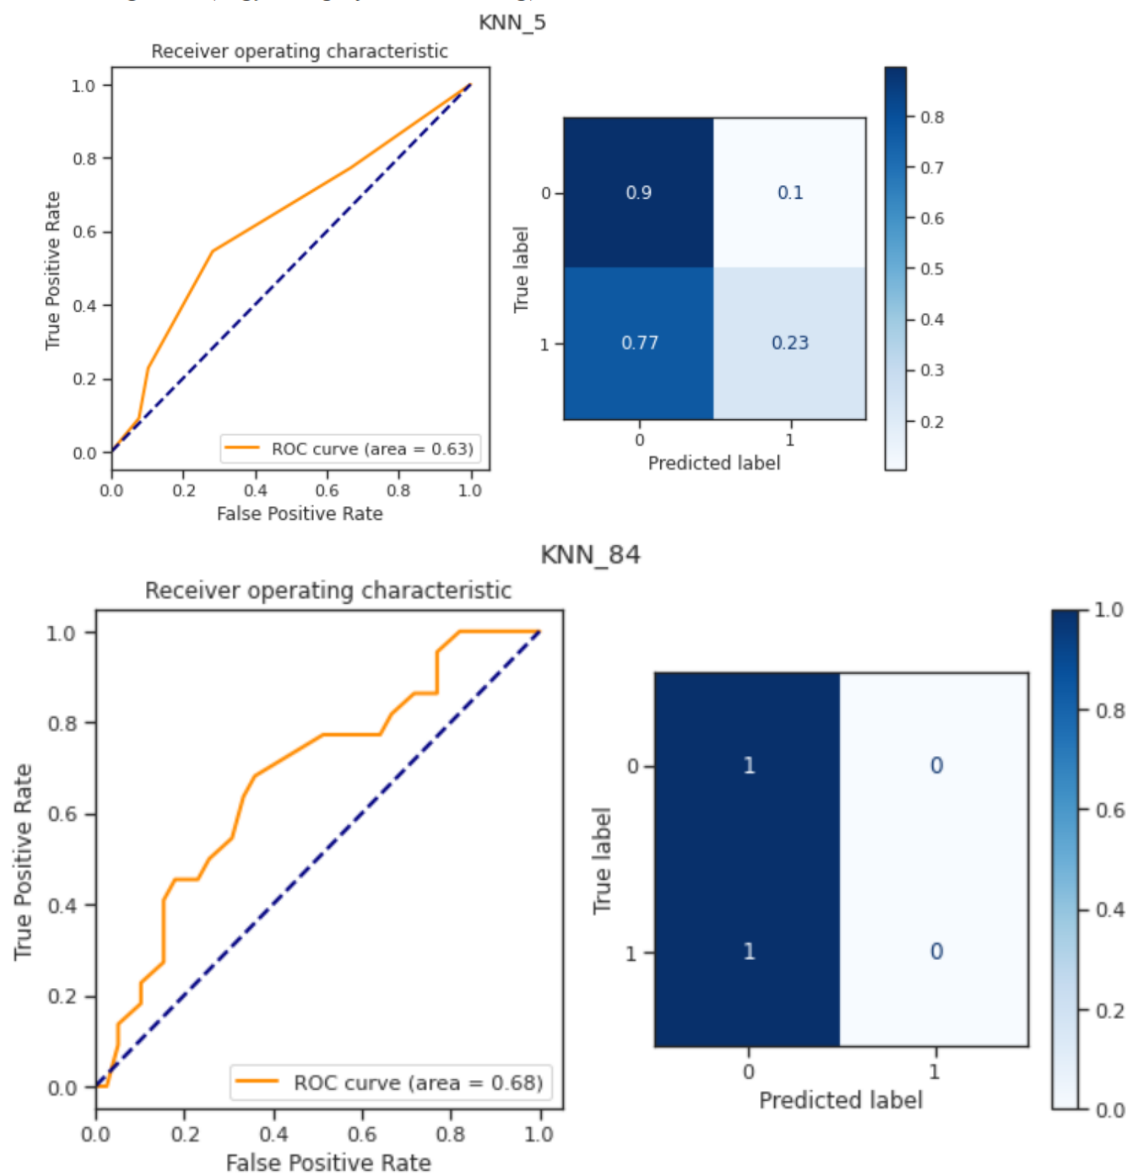 KNN_5
Receiver operating characteristic
1.0
0.8
0.6
0.4
0.2
0.0
True Positive Rate
0.0 0.2 0.4 0.6 0.8 1.0
False Positive Rate
ROC curve (area = 0.63)
0
1
True label
0.9 0.1
0.77 0.23
0 1
Predicted label
0.8
0.7
0.6
0.5
0.4
0.3
0.2
KNN_84
Receiver operating characteristic
1.0
0.8
0.6
0.4
0.2
0.0
True Positive Rate
0.0 0.2 0.4 0.6 0.8 1.0
False Positive Rate
ROC curve (area = 0.68)
0
1
True label
1 0
1 0
0 1
Predicted label
1.0
0.8
0.6
0.4
0.2
0.0